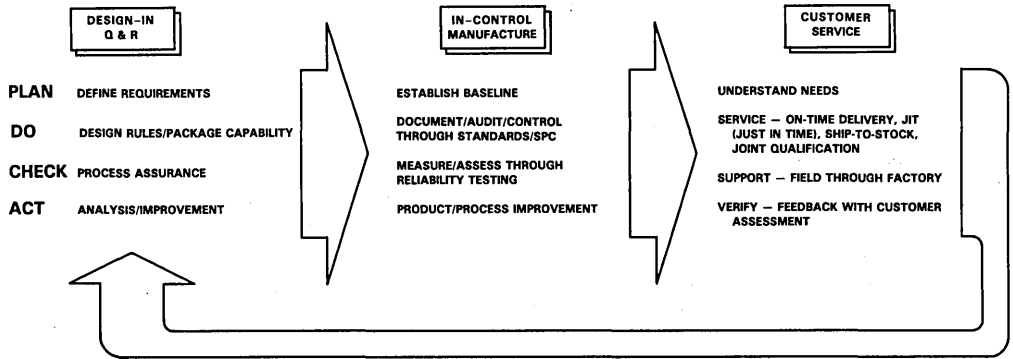 DESIGN-IN
Q & R
IN-CONTROL
MANUFACTURE
CUSTOMER
SERVICE
PLAN DEFINE REQUIREMENTS
ESTABLISH BASELINE
UNDERSTAND NEEDS
DO DESIGN RULES/PACKAGE CAPABILITY
DOCUMENT/AUDIT/CONTROL
THROUGH STANDARDS/SPC
SERVICE — ON-TIME DELIVERY, JIT
(JUST IN TIME), SHIP-TO-STOCK,
JOINT QUALIFICATION
CHECK PROCESS ASSURANCE
MEASURE/ASSESS THROUGH
RELIABILITY TESTING
SUPPORT — FIELD THROUGH FACTORY
ACT ANALYSIS/IMPROVEMENT
PRODUCT/PROCESS IMPROVEMENT
VERIFY — FEEDBACK WITH CUSTOMER
ASSESSMENT